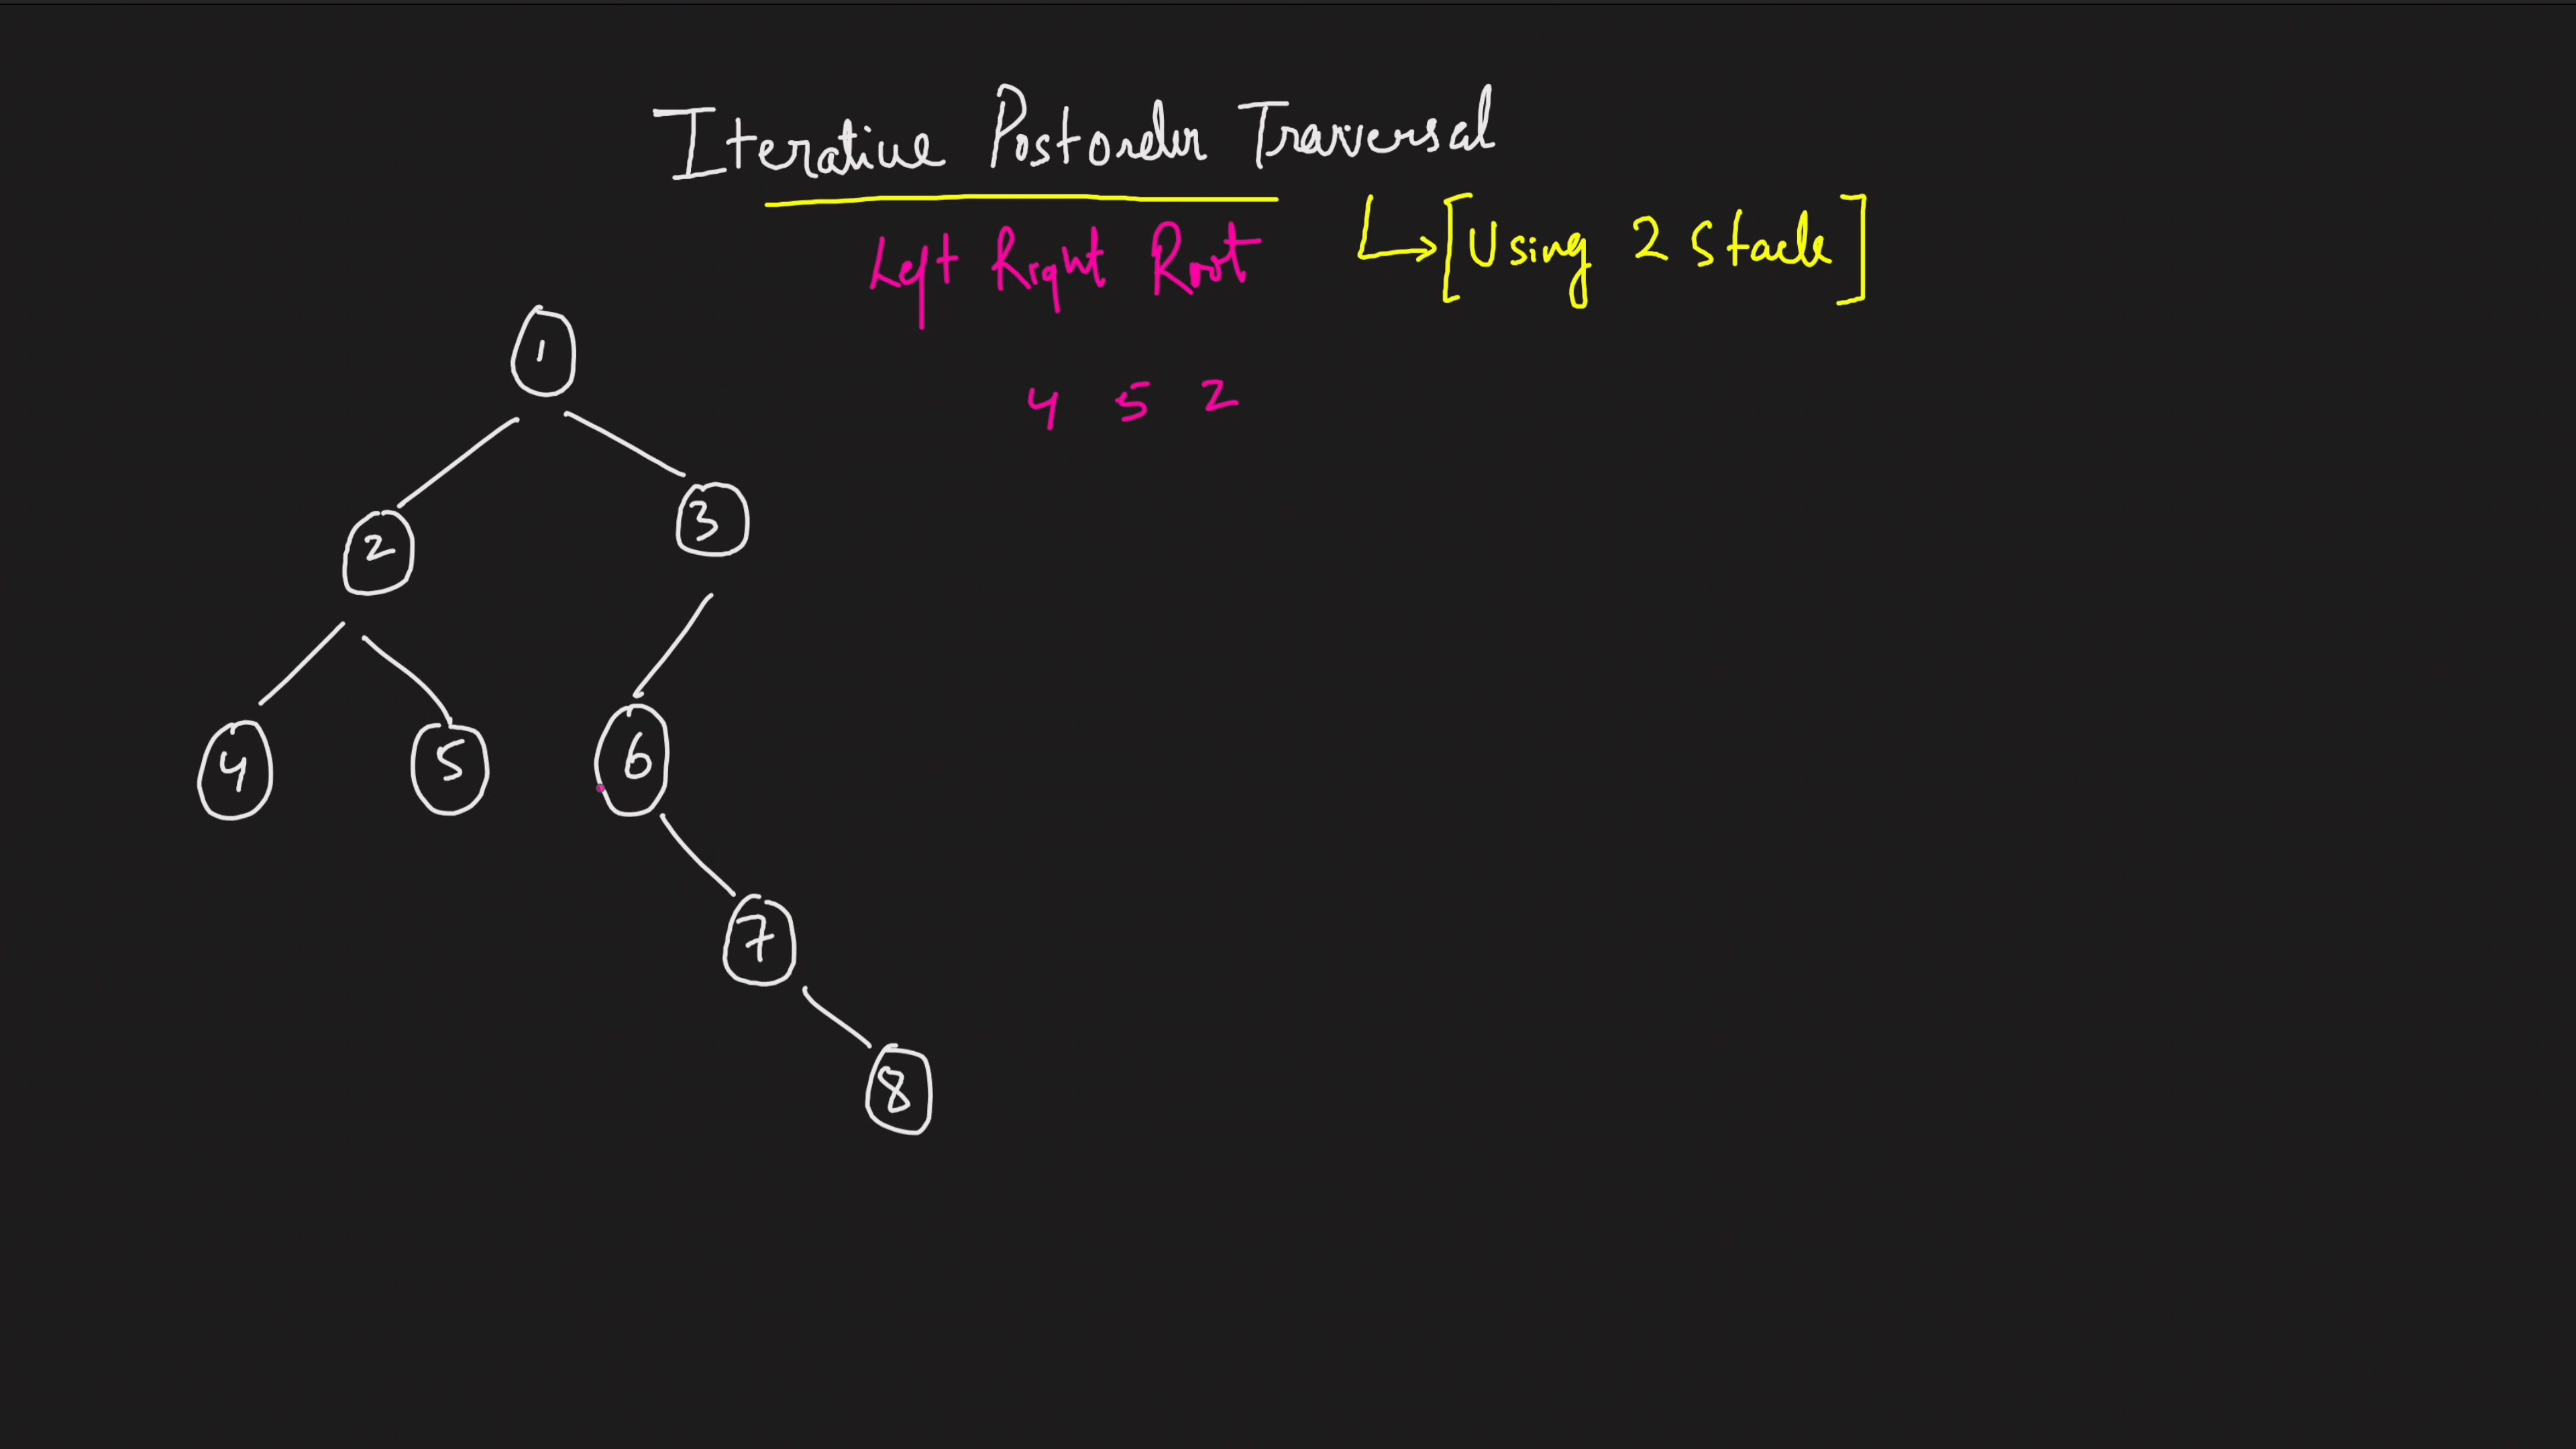 Iterative Postorder Traversal
Left Right Root
↳ [Using 2 Stack]
1
4 5 2
2 3
4 5 6
7
8